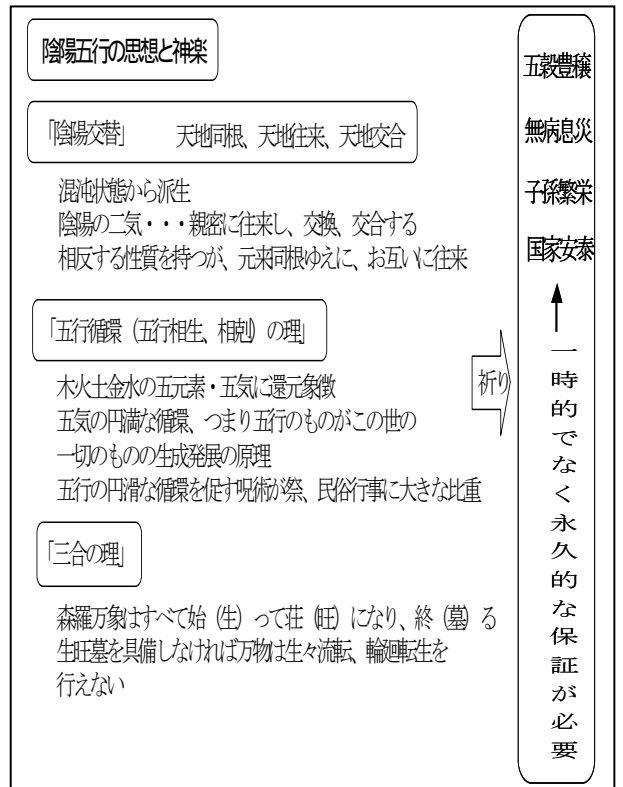 陰陽五行の思想と神楽
「陰陽交替」 天地同根、天地往来、天地交合
混沌状態から派生
陰陽の二気・・・親密に往来し、交換、交合する
相反する性質を持つが、元来同根ゆえに、お互いに往来
「五行循環（五行相生、相剋）の理」
木火土金水の五元素・五気に還元象徴
五気の円満な循環、つまり五行のものがこの世の
一切のものの生成発展の原理
五行の円滑な循環を促す呪術が祭、民俗行事に大きな比重
「三合の理」
森羅万象はすべて始（生）って荘（旺）になり、終（墓）る
生旺墓を具備しなければ万物は生々流転、輪廻転生を
行えない
祈り
五穀豊穣
無病息災
子孫繁栄
国家安泰
一時的でなく永久的な保証が必要